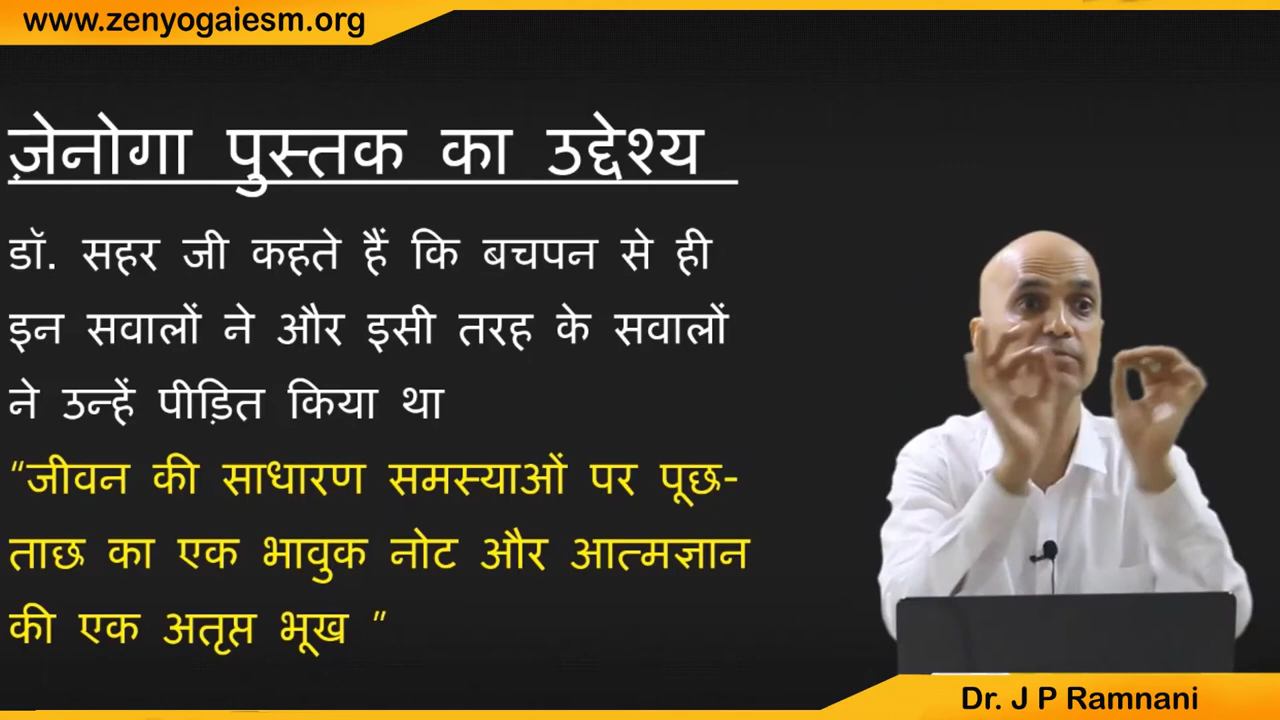 www.zenyogaiesm.org
ज़ेनोगा पुस्तक का उद्देश्य
डॉ. सहर जी कहते हैं कि बचपन से ही
इन सवालों ने और इसी तरह के सवालों
ने उन्हें पीड़ित किया था
“जीवन की साधारण समस्याओं पर पूछ-
ताछ का एक भावुक नोट और आत्मज्ञान
की एक अतृप्त भूख ”
Dr. J P Ramnani